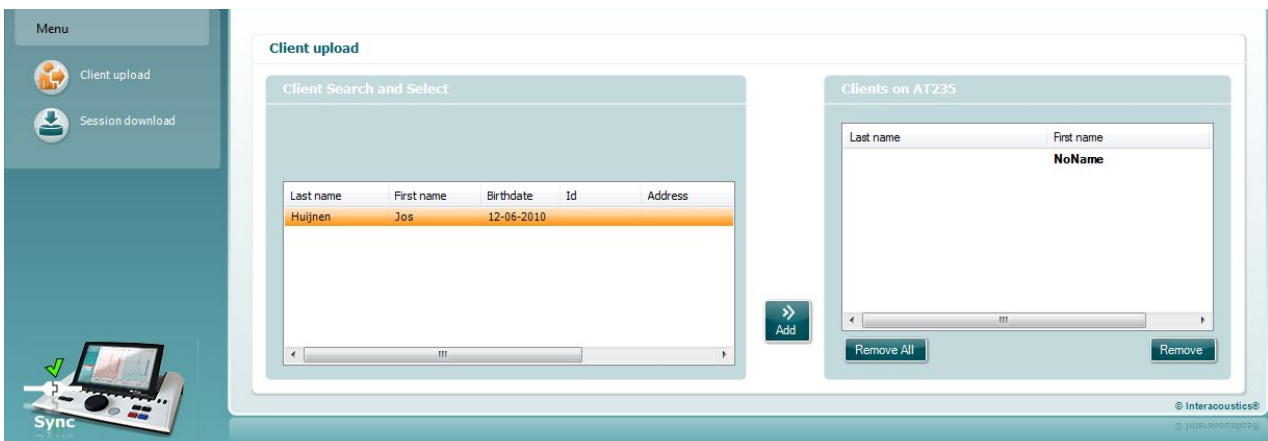 Menu
Client upload
Session download
Sync
Client upload
Client Search and Select
Last name First name Birthdate Id Address
Huijnen Jos 12-06-2010
Add
Clients on AT235
Last name First name
NoName
Remove All Remove
© Interacoustics®